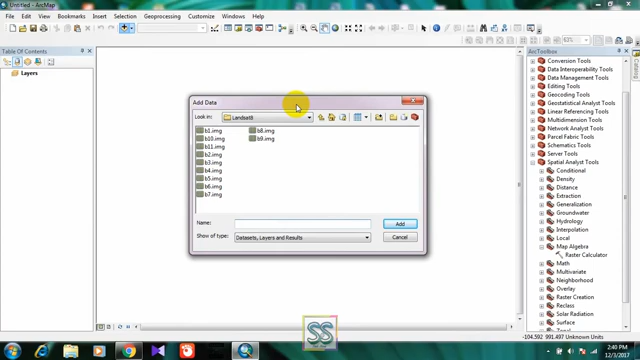 Untitled - ArcMap
File Edit View Bookmarks Insert Selection Geoprocessing Customize Windows Help
Table Of Contents
Layers
Add Data
Look in: Landsat8
b1.img
b10.img
b11.img
b2.img
b3.img
b4.img
b5.img
b6.img
b7.img
b8.img
b9.img
Name:
Add
Show of type: Datasets, Layers and Results
Cancel
ArcToolbox
Conversion Tools
Data Interoperability Tools
Data Management Tools
Editing Tools
Geocoding Tools
Geostatistical Analyst Tools
Linear Referencing Tools
Multidimension Tools
Network Analyst Tools
Parcel Fabric Tools
Schematics Tools
Server Tools
Spatial Analyst Tools
Conditional
Density
Distance
Extraction
Generalization
Groundwater
Hydrology
Interpolation
Local
Map Algebra
Raster Calculator
Math
Multivariate
Neighborhood
Overlay
Raster Creation
Reclass
Solar Radiation
Surface
Catalog
-104.592 991.497 Unknown Units
SS
2:40 PM
12/3/2017